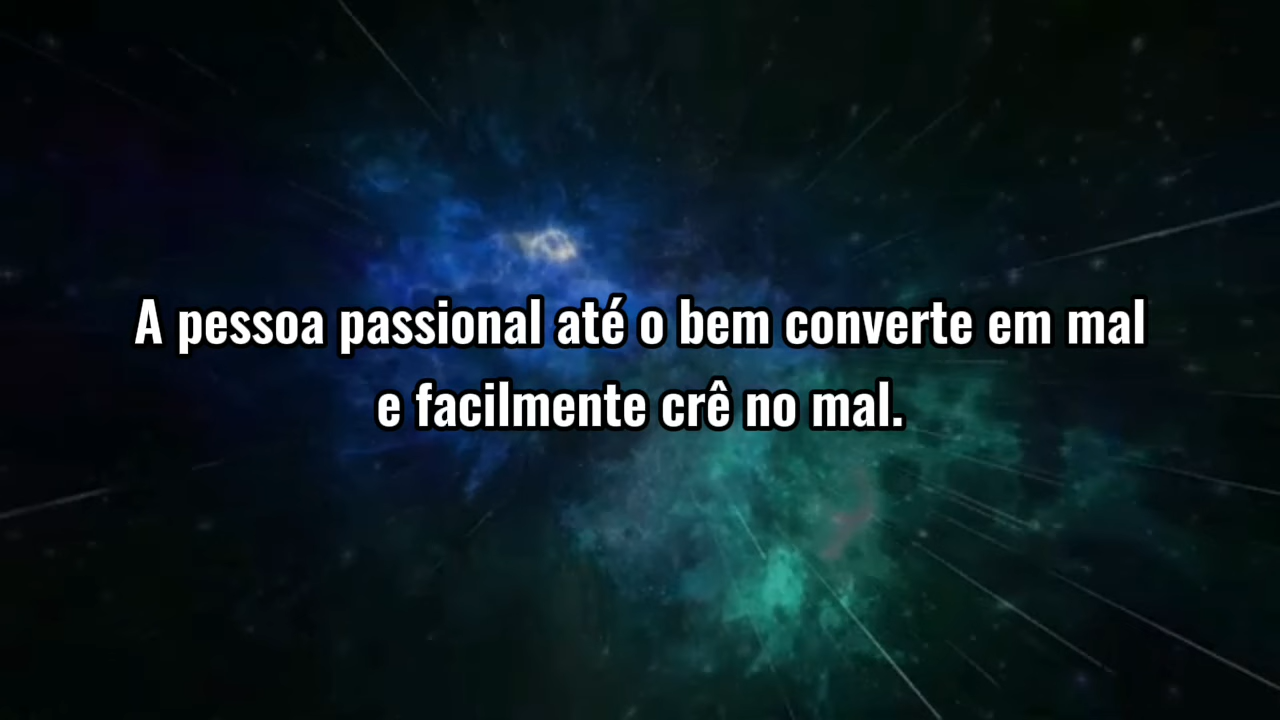 A pessoa passional até o bem converte em mal
e facilmente crê no mal.